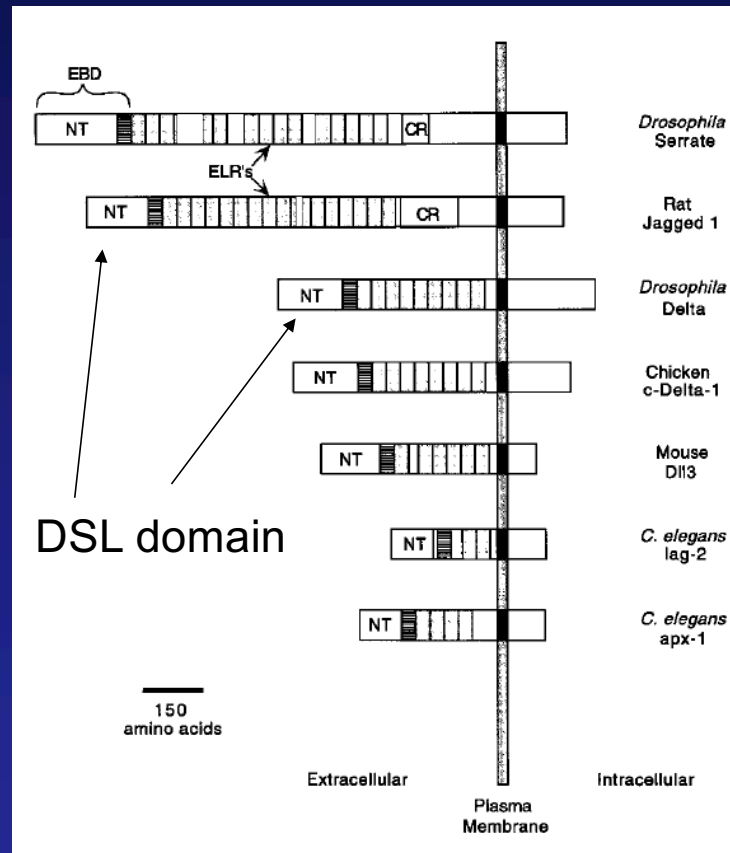 EBD
NT
CR
Drosophila
Serrate
ELR's
NT
CR
Rat
Jagged 1
NT
Drosophila
Delta
NT
Chicken
c-Delta-1
NT
Mouse
Dll3
DSL domain
NT
C. elegans
lag-2
NT
C. elegans
apx-1
150
amino acids
Extracellular
Intracellular
Plasma
Membrane